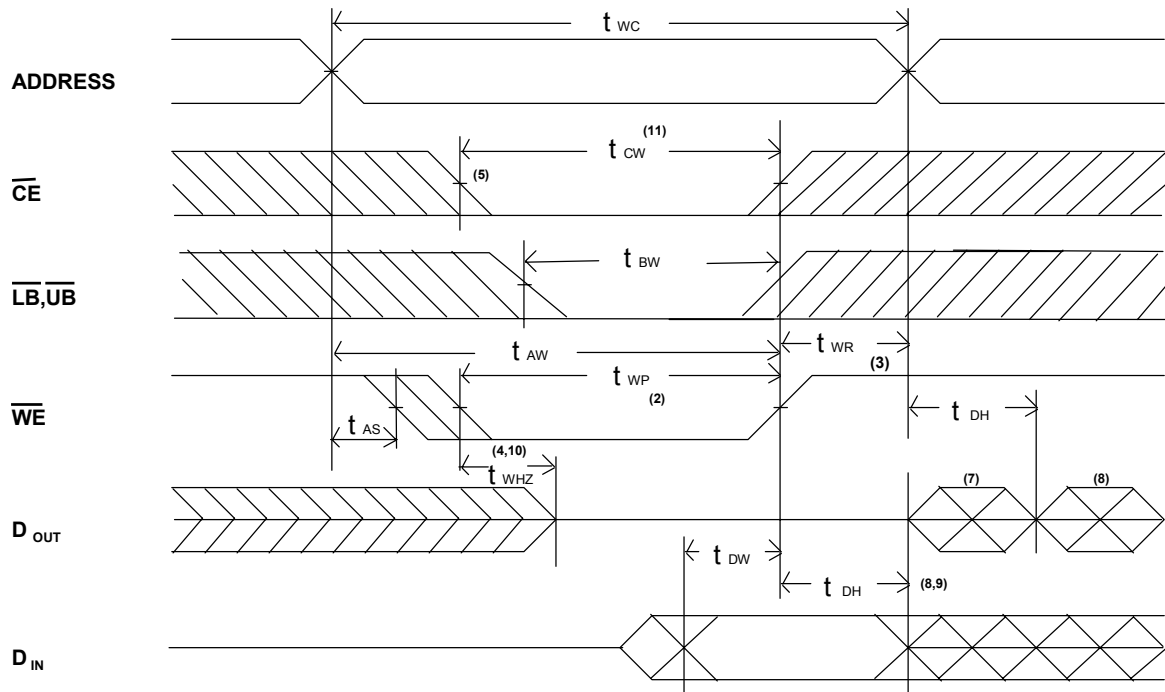 t WC
ADDRESS
t CW (11)
CE
(5)
t BW
LB,UB
t AW
t WR
(3)
t WP
(2)
WE
t AS
t DH
(4,10)
t WHZ
(7)
(8)
D OUT
t DW
t DH
(8,9)
D IN